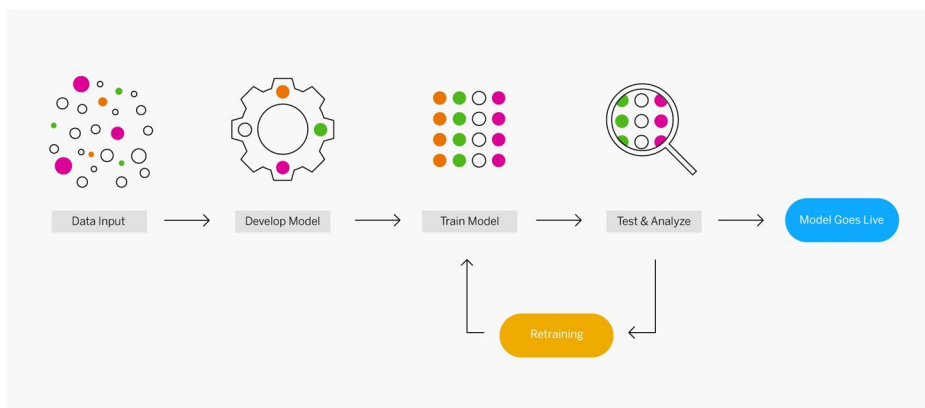 Data Input
Develop Model
Train Model
Test & Analyze
Model Goes Live
Retraining